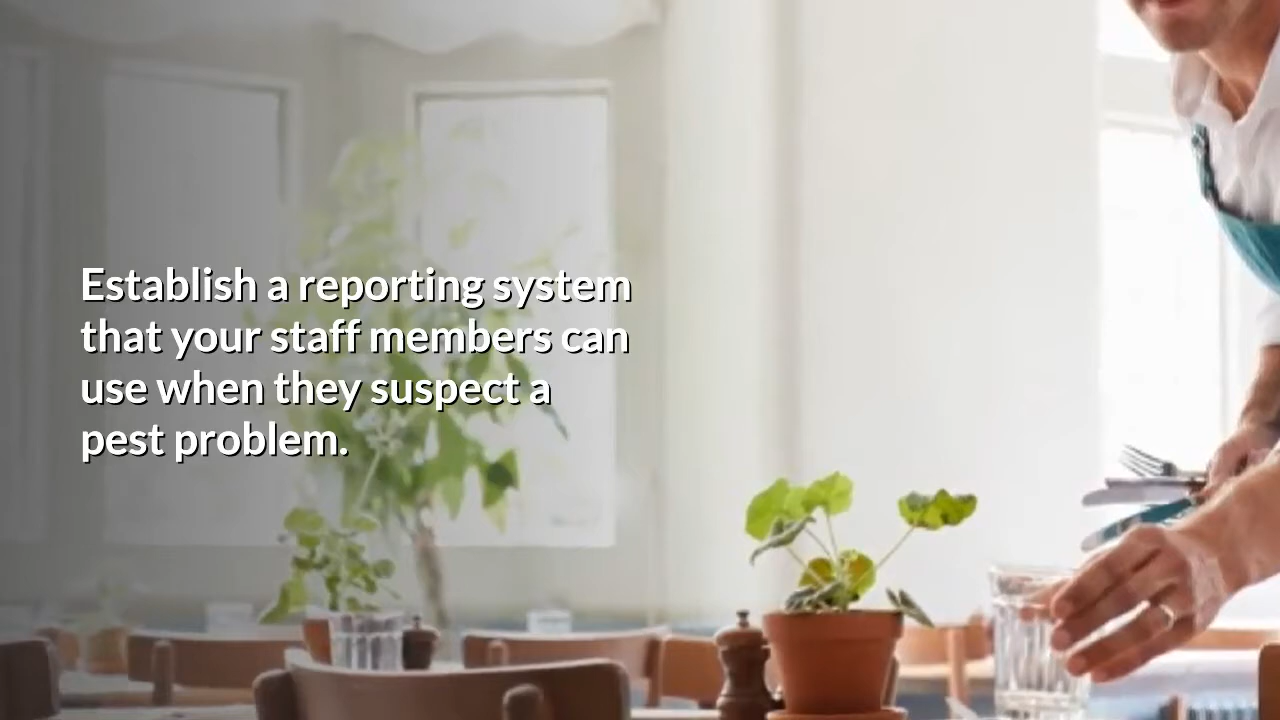 Establish a reporting system
that your staff members can
use when they suspect a
pest problem.